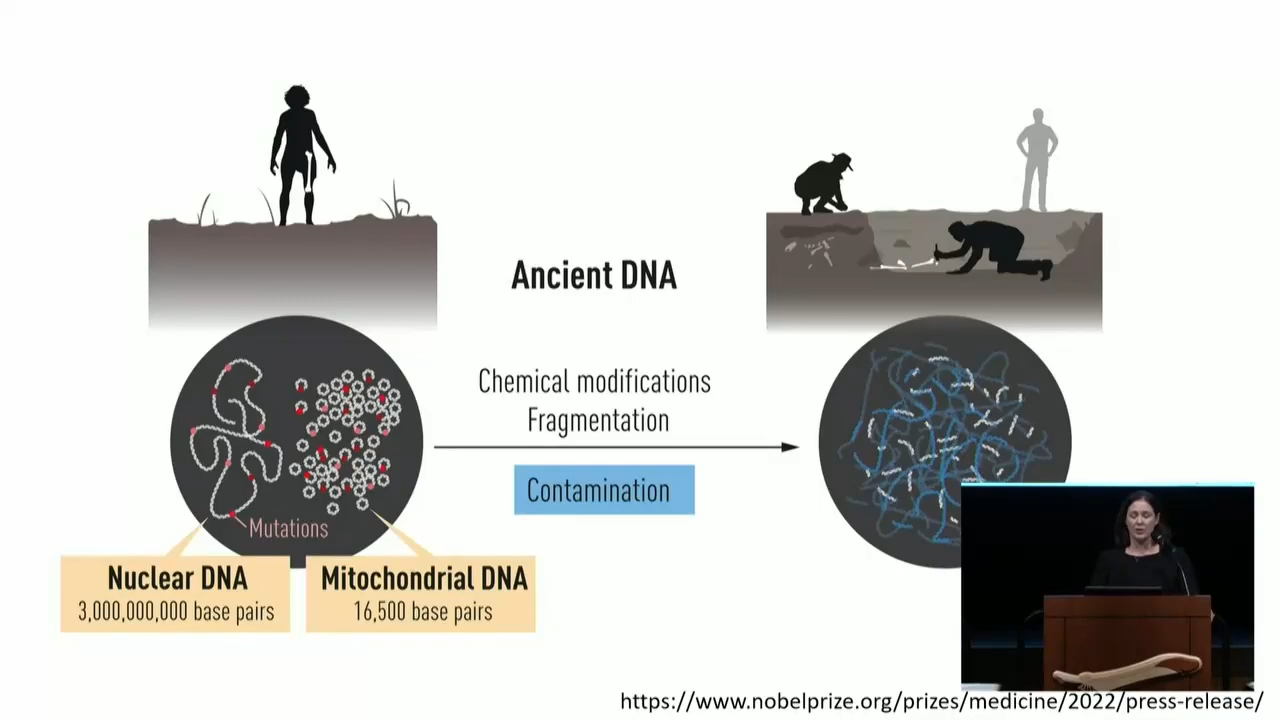 Ancient DNA
Chemical modifications
Fragmentation
Contamination
Mutations
Nuclear DNA
3,000,000,000 base pairs
Mitochondrial DNA
16,500 base pairs
https://www.nobelprize.org/prizes/medicine/2022/press-release/